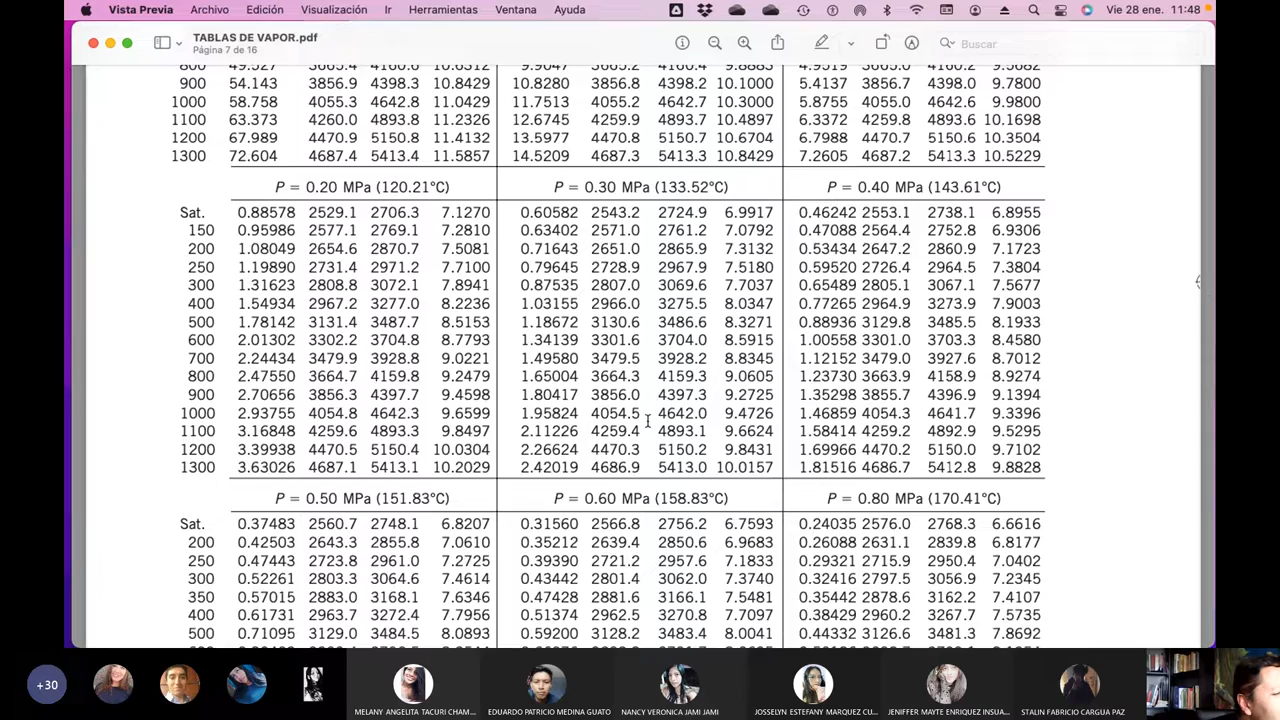 Vista Previa Archivo Edición Visualización Ir Herramientas Ventana Ayuda Vie 28 ene. 11:48
TABLAS DE VAPOR.pdf
Página 7 de 16
Buscar
900 54.143 3856.9 4398.3 10.8429 10.8280 3856.8 4398.2 10.1000 5.4137 3856.7 4398.0 9.7800
1000 58.758 4055.3 4642.8 11.0429 11.7513 4055.2 4642.7 10.3000 5.8755 4055.0 4642.6 9.9800
1100 63.373 4260.0 4893.8 11.2326 12.6745 4259.9 4893.7 10.4897 6.3372 4259.8 4893.6 10.1698
1200 67.989 4470.9 5150.8 11.4132 13.5977 4470.8 5150.7 10.6704 6.7988 4470.7 5150.6 10.3504
1300 72.604 4687.4 5413.4 11.5857 14.5209 4687.3 5413.3 10.8429 7.2605 4687.2 5413.3 10.5229
P = 0.20 MPa (120.21°C) P = 0.30 MPa (133.52°C) P = 0.40 MPa (143.61°C)
Sat. 0.88578 2529.1 2706.3 7.1270 0.60582 2543.2 2724.9 6.9917 0.46242 2553.1 2738.1 6.8955
150 0.95986 2577.1 2769.1 7.2810 0.63402 2571.0 2761.2 7.0792 0.47088 2564.4 2752.8 6.9306
200 1.08049 2654.6 2870.7 7.5081 0.71643 2651.0 2865.9 7.3132 0.53434 2647.2 2860.9 7.1723
250 1.19890 2731.4 2971.2 7.7100 0.79645 2728.9 2967.9 7.5180 0.59520 2726.4 2964.5 7.3804
300 1.31623 2808.8 3072.1 7.8941 0.87535 2807.0 3069.6 7.7037 0.65489 2805.1 3067.1 7.5677
400 1.54934 2967.2 3277.0 8.2236 1.03155 2966.0 3275.5 8.0347 0.77265 2964.9 3273.9 7.9003
500 1.78142 3131.4 3487.7 8.5153 1.18672 3130.6 3486.6 8.3271 0.88936 3129.8 3485.5 8.1933
600 2.01302 3302.2 3704.8 8.7793 1.34139 3301.6 3704.0 8.5915 1.00558 3301.0 3703.3 8.4580
700 2.24434 3479.9 3928.8 9.0221 1.49580 3479.5 3928.2 8.8345 1.12152 3479.0 3927.6 8.7012
800 2.47550 3664.7 4159.8 9.2479 1.65004 3664.3 4159.3 9.0605 1.23730 3663.9 4158.9 8.9274
900 2.70656 3856.3 4397.7 9.4598 1.80417 3856.0 4397.3 9.2725 1.35298 3855.7 4396.9 9.1394
1000 2.93755 4054.8 4642.3 9.6599 1.95824 4054.5 4642.0 9.4726 1.46859 4054.3 4641.7 9.3396
1100 3.16848 4259.6 4893.3 9.8497 2.11226 4259.4 4893.1 9.6624 1.58414 4259.2 4892.9 9.5295
1200 3.39938 4470.5 5150.4 10.0304 2.26624 4470.3 5150.2 9.8431 1.69966 4470.2 5150.0 9.7102
1300 3.63026 4687.1 5413.1 10.2029 2.42019 4686.9 5413.0 10.0157 1.81516 4686.7 5412.8 9.8828
P = 0.50 MPa (151.83°C) P = 0.60 MPa (158.83°C) P = 0.80 MPa (170.41°C)
Sat. 0.37483 2560.7 2748.1 6.8207 0.31560 2566.8 2756.2 6.7593 0.24035 2576.0 2768.3 6.6616
200 0.42503 2643.3 2855.8 7.0610 0.35212 2639.4 2850.6 6.9683 0.26088 2631.1 2839.8 6.8177
250 0.47443 2723.8 2961.0 7.2725 0.39390 2721.2 2957.6 7.1833 0.29321 2715.9 2950.4 7.0402
300 0.52261 2803.3 3064.6 7.4614 0.43442 2801.4 3062.0 7.3740 0.32416 2797.5 3056.9 7.2345
350 0.57015 2883.0 3168.1 7.6346 0.47428 2881.6 3166.1 7.5481 0.35442 2878.6 3162.2 7.4107
400 0.61731 2963.7 3272.4 7.7956 0.51374 2962.5 3270.8 7.7097 0.38429 2960.2 3267.7 7.5735
500 0.71095 3129.0 3484.5 8.0893 0.59200 3128.2 3483.4 8.0041 0.44332 3126.6 3481.3 7.8692
+30
MELANY ANGELITA TACURI CHAM... EDUARDO PATRICIO MEDINA GUATO NANCY VERONICA JAMI JAMI JOSSELYN ESTEFANY MARQUEZ CU... JENIFFER MAYTE ENRIQUEZ INSUA... STALIN FABRICIO CARGUA PAZ